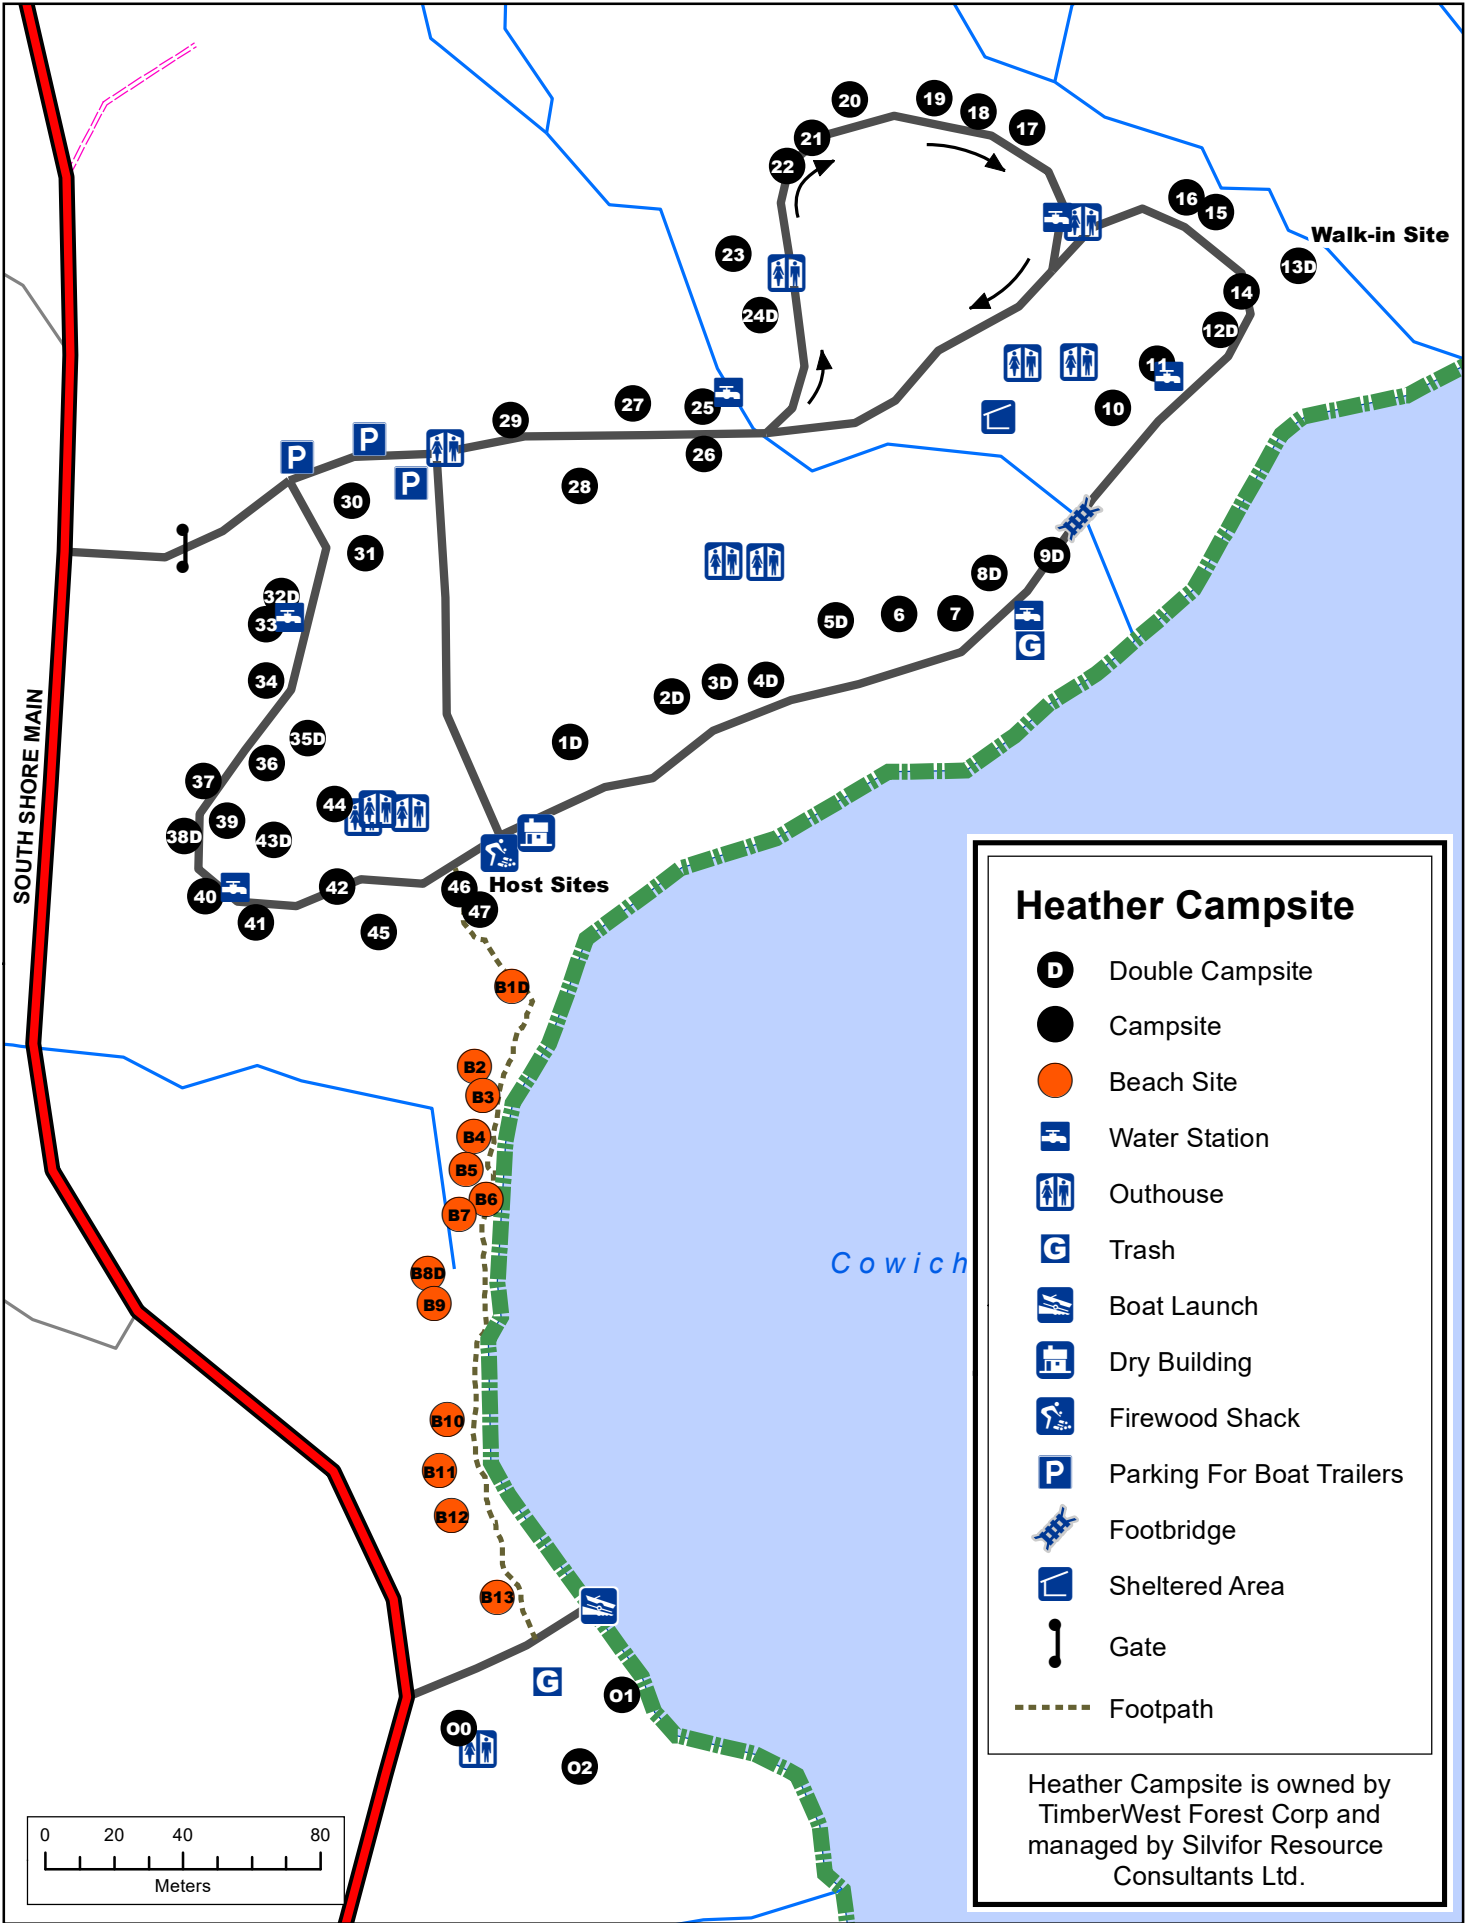 20
19
18
17
21
22
16
15
Walk-in Site
23
13D
14
24D
12D
11
27
25
10
29
26
P
P
P
28
30
31
9D
8D
32D
33
5D
6
7
G
34
2D
3D
4D
SOUTH SHORE MAIN
35D
1D
36
37
44
39
38D
43D
42
46
Host Sites
40
47
41
45
B1D
B2
B3
B4
B5
B6
B7
B8D
B9
Cowich
B10
B11
B12
B13
G
O1
O0
O2
0 20 40 80
Meters
Heather Campsite
D Double Campsite
Campsite
Beach Site
Water Station
Outhouse
G Trash
Boat Launch
Dry Building
Firewood Shack
P Parking For Boat Trailers
Footbridge
Sheltered Area
Gate
Footpath
Heather Campsite is owned by
TimberWest Forest Corp and
managed by Silvifor Resource
Consultants Ltd.